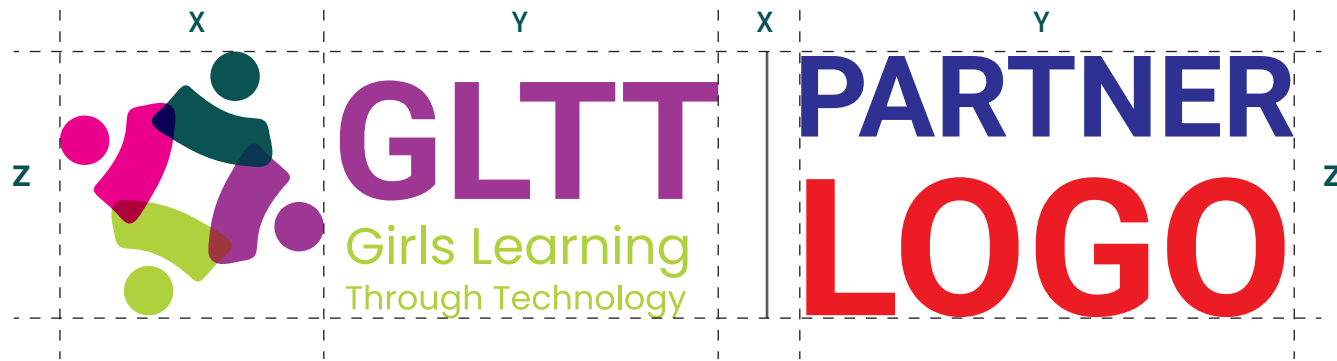 X Y X Y
Z
GLTT
Girls Learning
Through Technology
PARTNER
LOGO
Z